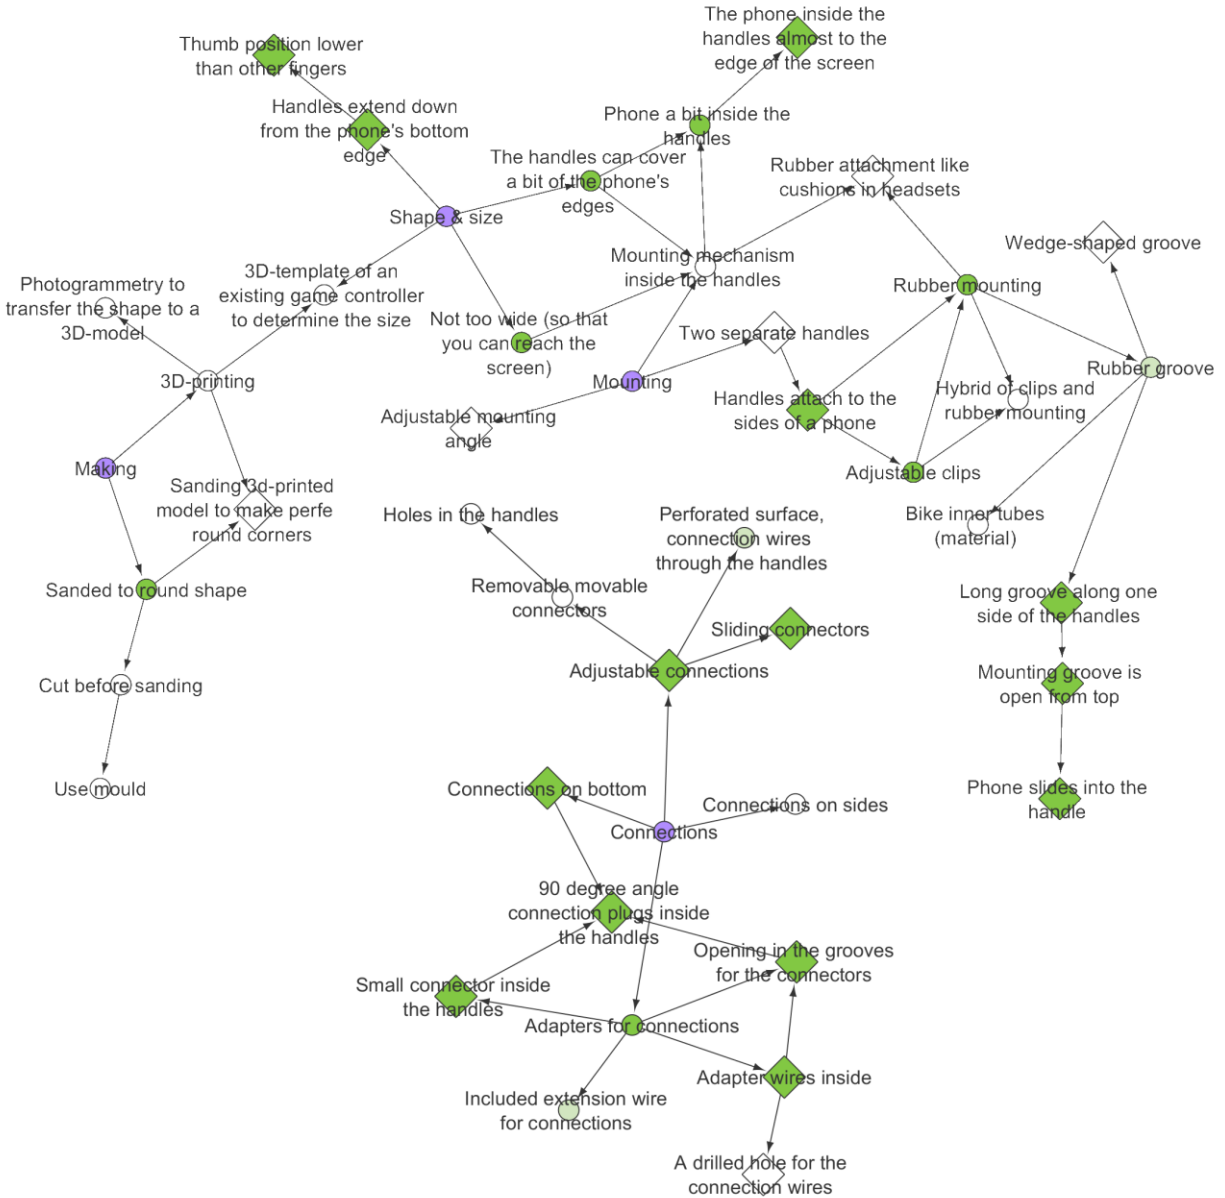 The phone inside the
handles almost to the
edge of the screen
Thumb position lower
than other fingers
Handles extend down
from the phone's bottom
edge
Phone a bit inside the
handles
The handles can cover
a bit of the phone's
edges
Rubber attachment like
cushions in headsets
Shape & size
Wedge-shaped groove
Mounting mechanism
inside the handles
Photogrammetry to
transfer the shape to a
3D-model
3D-template of an
existing game controller
to determine the size
Rubber mounting
Not too wide (so that
you can reach the
screen)
Two separate handles
Rubber groove
3D-printing
Mounting
Hybrid of clips and
rubber mounting
Handles attach to the
sides of a phone
Adjustable mounting
angle
Making
Adjustable clips
Sanding 3d-printed
model to make perfe
round corners
Holes in the handles
Perforated surface,
connection wires
through the handles
Bike inner tubes
(material)
Sanded to round shape
Removable movable
connectors
Long groove along one
side of the handles
Sliding connectors
Adjustable connections
Cut before sanding
Mounting groove is
open from top
Use mould
Connections on bottom
Connections on sides
Phone slides into the
handle
Connections
90 degree angle
connection plugs inside
the handles
Opening in the grooves
for the connectors
Small connector inside
the handles
Adapters for connections
Adapter wires inside
Included extension wire
for connections
A drilled hole for the
connection wires